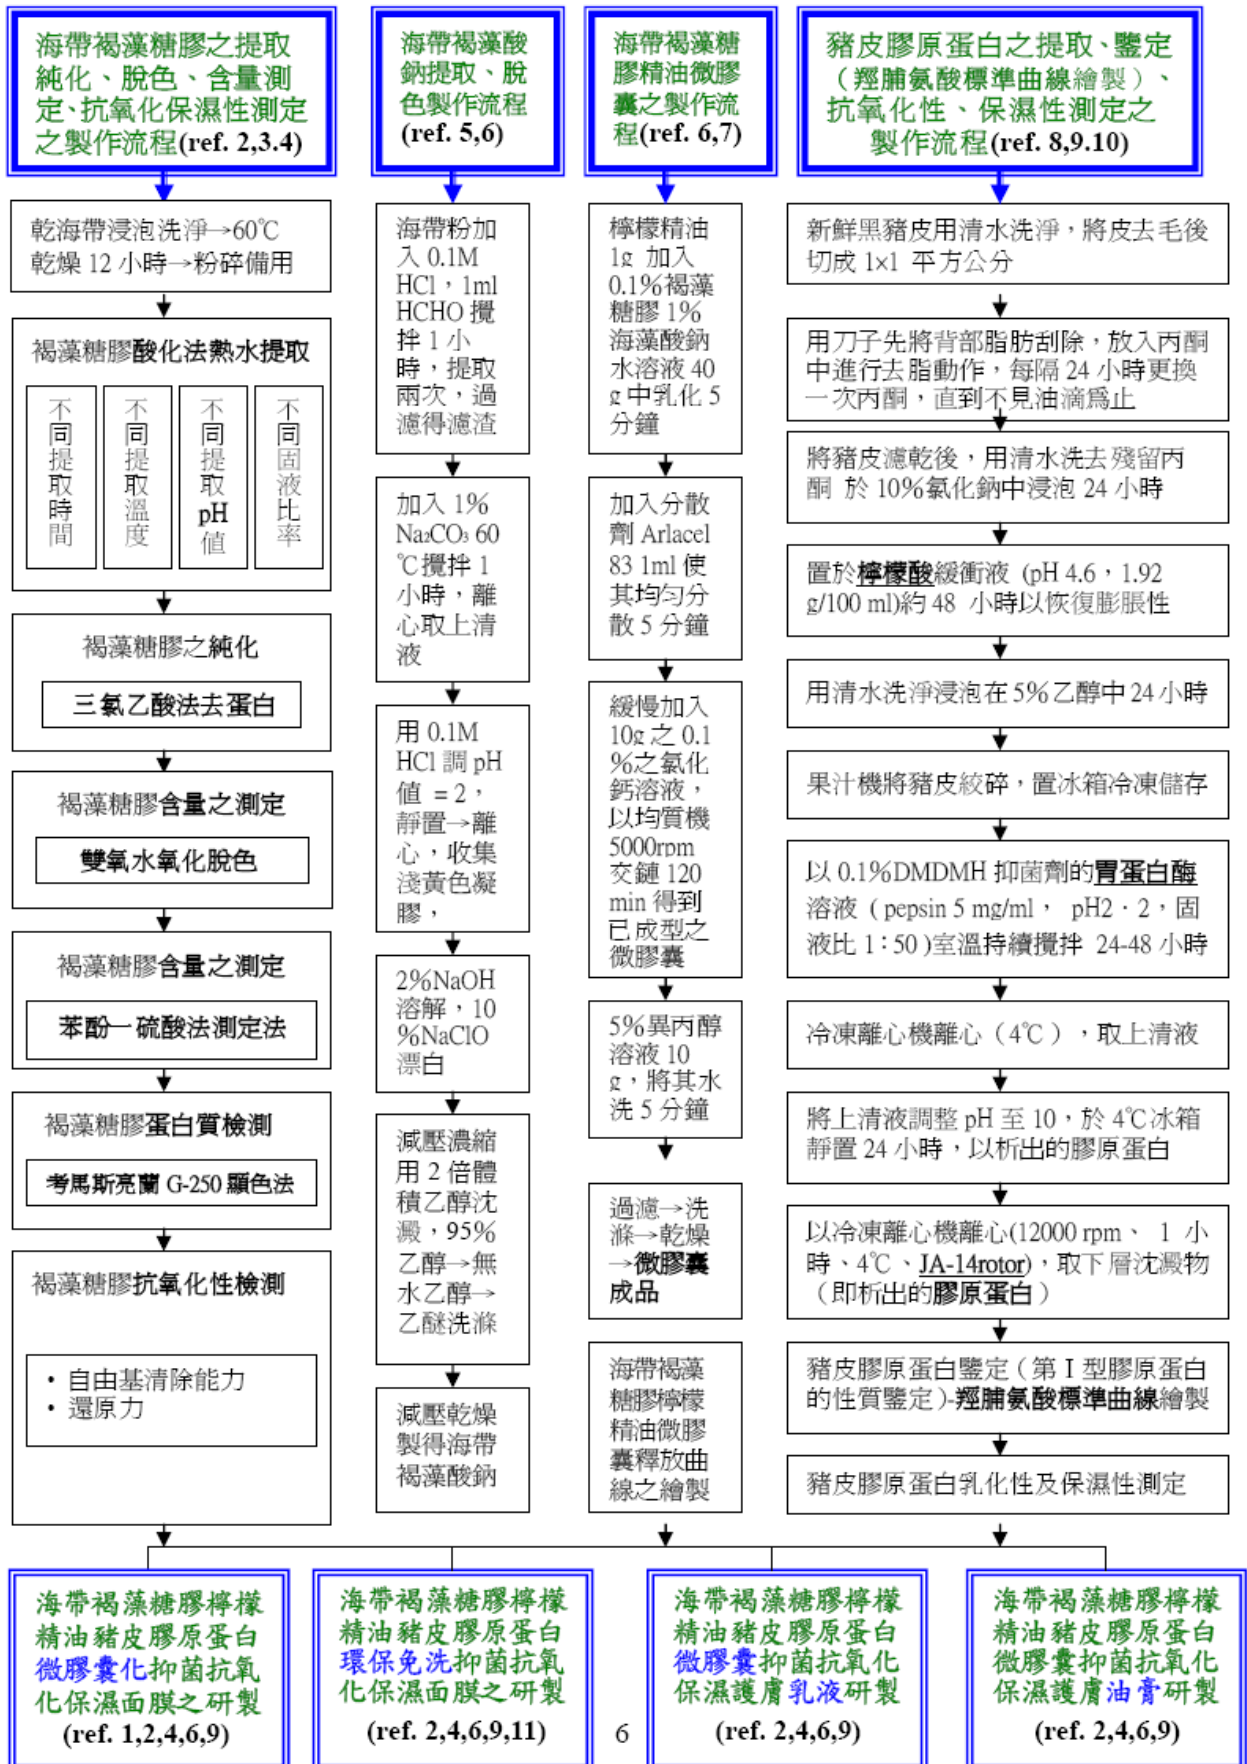 海帶褐藻糖膠之提取
純化、脫色、含量測
定、抗氧化保濕性測定
之製作流程(ref. 2,3.4)
乾海帶浸泡洗淨→60℃
乾燥 12 小時→粉碎備用
褐藻糖膠酸化法熱水提取
不同提取時間
不同提取溫度
不同提取pH值
不同固液比率
褐藻糖膠之純化
三氯乙酸法去蛋白
褐藻糖膠含量之測定
雙氧水氧化脫色
褐藻糖膠含量之測定
苯酚一硫酸法測定法
褐藻糖膠蛋白質檢測
考馬斯亮蘭 G-250 顯色法
褐藻糖膠抗氧化性檢測
• 自由基清除能力
• 還原力
海帶褐藻酸
鈉提取、脫
色製作流程
(ref. 5,6)
海帶粉加
入 0.1M
HCl，1ml
HCHO 攪
拌 1 小
時，提取
兩次，過
濾得濾渣
加入 1%
Na₂CO₃ 60
℃攪拌 1
小時，離
心取上清
液
用 0.1M
HCl 調 pH
值 =2，
靜置→離
心，收集
淺黃色凝
膠，
2%NaOH
溶解，10
%NaClO
漂白
減壓濃縮
用 2 倍體
積乙醇沈
澱，95%
乙醇→無
水乙醇→
乙醚洗滌
減壓乾燥
製得海帶
褐藻酸鈉
海帶褐藻糖
膠精油微膠
囊之製作流
程(ref. 6,7)
檸檬精油
1g 加入
0.1%褐藻
糖膠 1%
海藻酸鈉
水溶液 40
g 中乳化 5
分鐘
加入分散
劑 Arlacel
83 1ml 使
其均勻分
散 5 分鐘
緩慢加入
10g 之 0.1
%之氯化
鈣溶液，
以均質機
5000rpm
交鏈 120
min 得到
已成型之
微膠囊
5%異丙醇
溶液 10
g，將其水
洗 5 分鐘
過濾→洗
滌→乾燥
→微膠囊
成品
海帶褐藻
糖膠檸檬
精油微膠
囊釋放曲
線之繪製
豬皮膠原蛋白之提取、鑒定
（羥脯氨酸標準曲線繪製）、
抗氧化性、保濕性測定之
製作流程(ref. 8,9.10)
新鮮黑豬皮用清水洗淨，將皮去毛後
切成 1×1 平方公分
用刀子先將背部脂肪刮除，放入丙酮
中進行去脂動作，每隔 24 小時更換
一次丙酮，直到不見油滴為止
將豬皮濾乾後，用清水洗去殘留丙
酮 於 10%氯化鈉中浸泡 24 小時
置於檸檬酸緩衝液 (pH 4.6，1.92
g/100 ml)約 48 小時以恢復膨脹性
用清水洗淨浸泡在 5%乙醇中 24 小時
果汁機將豬皮絞碎，置冰箱冷凍儲存
以 0.1%DMDMH 抑菌劑的胃蛋白酶
溶液（ pepsin 5 mg/ml， pH2‧2，固
液比 1：50 )室溫持續攪拌 24-48 小時
冷凍離心機離心（4℃），取上清液
將上清液調整 pH 至 10，於 4℃冰箱
靜置 24 小時，以析出的膠原蛋白
以冷凍離心機離心(12000 rpm、 1 小
時、4℃、JA-14rotor)，取下層沈澱物
（即析出的膠原蛋白）
豬皮膠原蛋白鑒定（第 I 型膠原蛋白
的性質鑒定)-羥脯氨酸標準曲線繪製
豬皮膠原蛋白乳化性及保濕性測定
海帶褐藻糖膠檸檬
精油豬皮膠原蛋白
微膠囊化抑菌抗氧
化保濕面膜之研製
(ref. 1,2,4,6,9)
海帶褐藻糖膠檸檬
精油豬皮膠原蛋白
環保免洗抑菌抗氧
化保濕面膜之研製
(ref. 2,4,6,9,11)
6
海帶褐藻糖膠檸檬
精油豬皮膠原蛋白
微膠囊抑菌抗氧化
保濕護膚乳液研製
(ref. 2,4,6,9)
海帶褐藻糖膠檸檬
精油豬皮膠原蛋白
微膠囊抑菌抗氧化
保濕護膚油膏研製
(ref. 2,4,6,9)